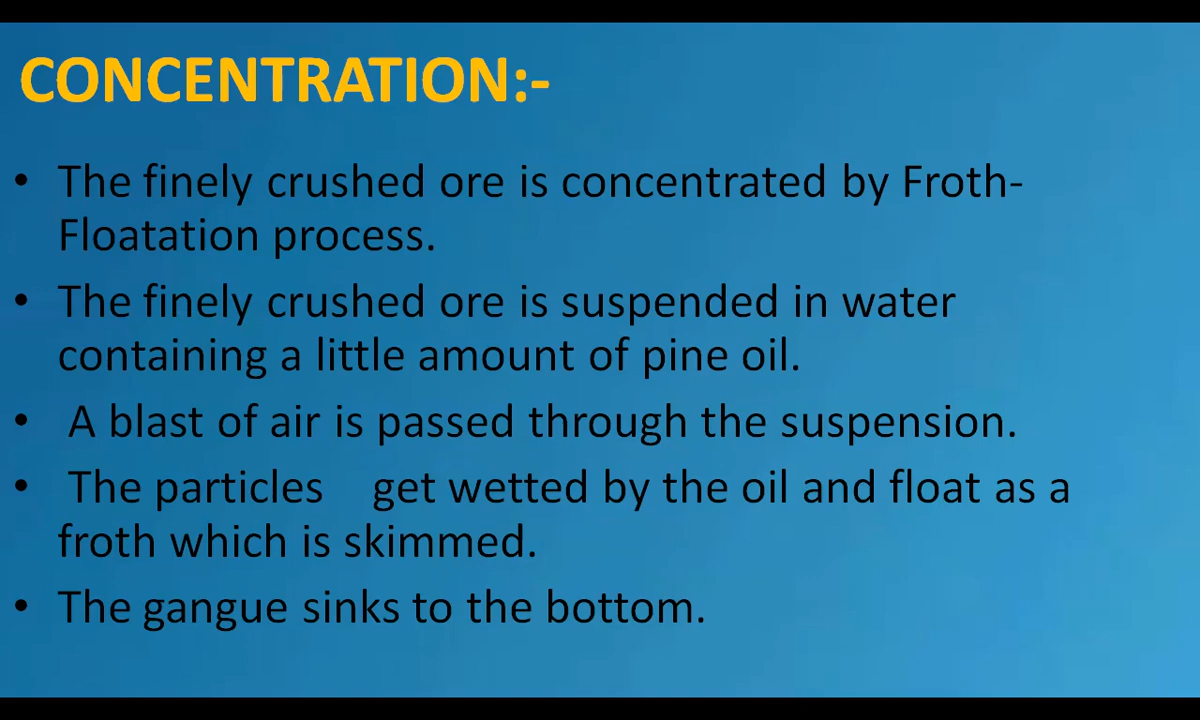 CONCENTRATION:-
• The finely crushed ore is concentrated by Froth-
Floatation process.
• The finely crushed ore is suspended in water
containing a little amount of pine oil.
• A blast of air is passed through the suspension.
• The particles get wetted by the oil and float as a
froth which is skimmed.
• The gangue sinks to the bottom.